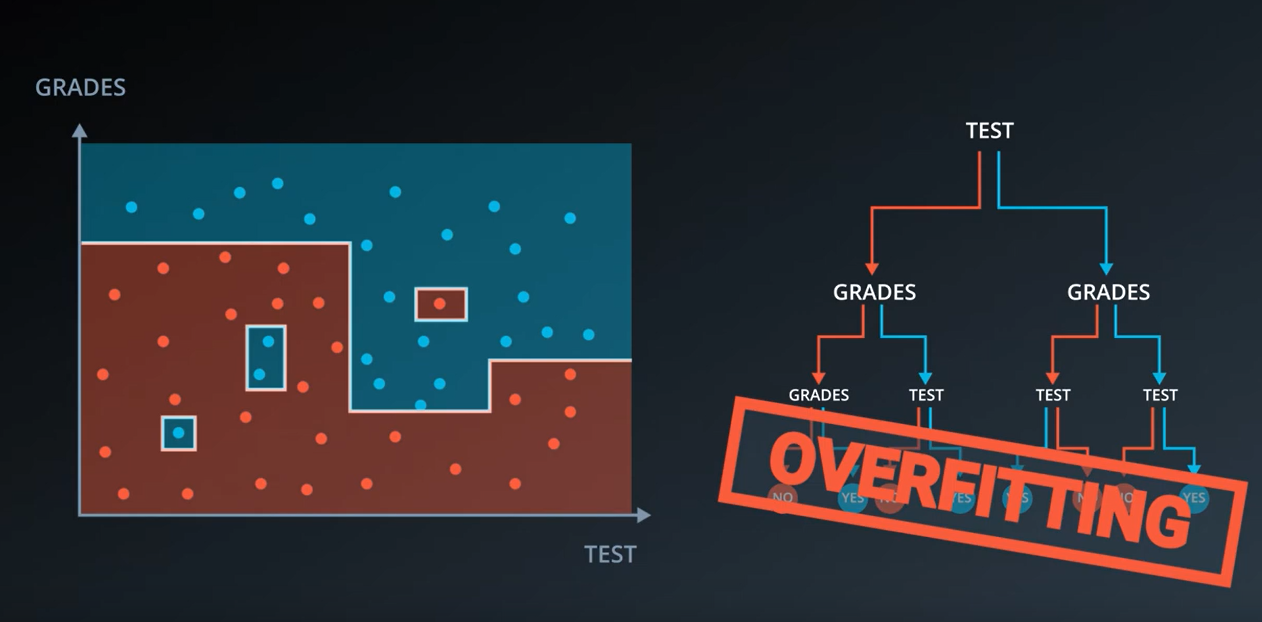 GRADES
TEST
TEST
GRADES GRADES
GRADES TEST TEST TEST
NO YES NO YES YES NO NO YES
OVERFITTING